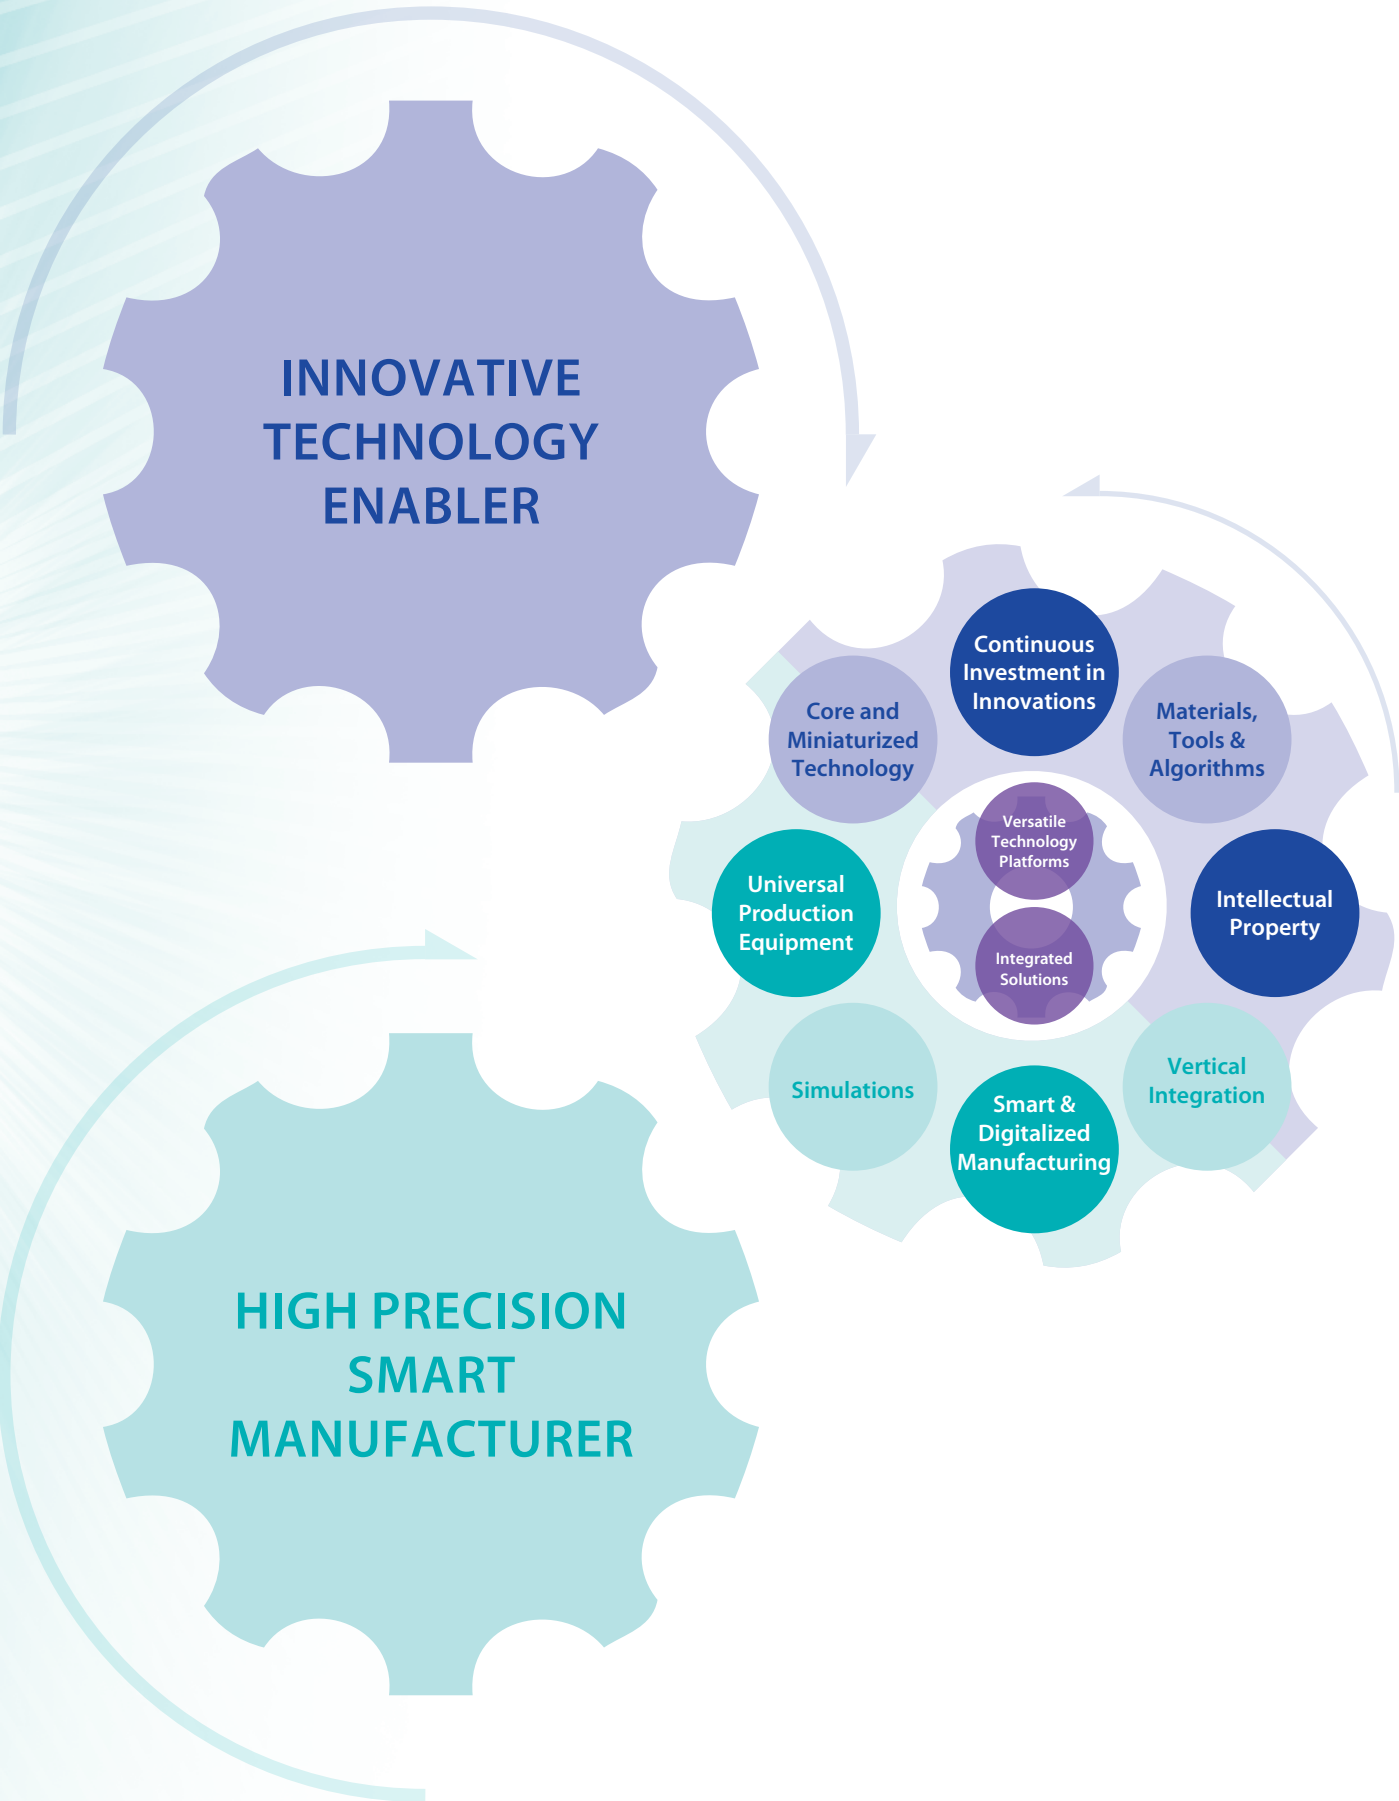 INNOVATIVE
TECHNOLOGY
ENABLER
Continuous
Investment in
Innovations
Core and
Miniaturized
Technology
Materials,
Tools &
Algorithms
Versatile
Technology
Platforms
Universal
Production
Equipment
Intellectual
Property
Integrated
Solutions
Simulations
Smart &
Digitalized
Manufacturing
Vertical
Integration
HIGH PRECISION
SMART
MANUFACTURER